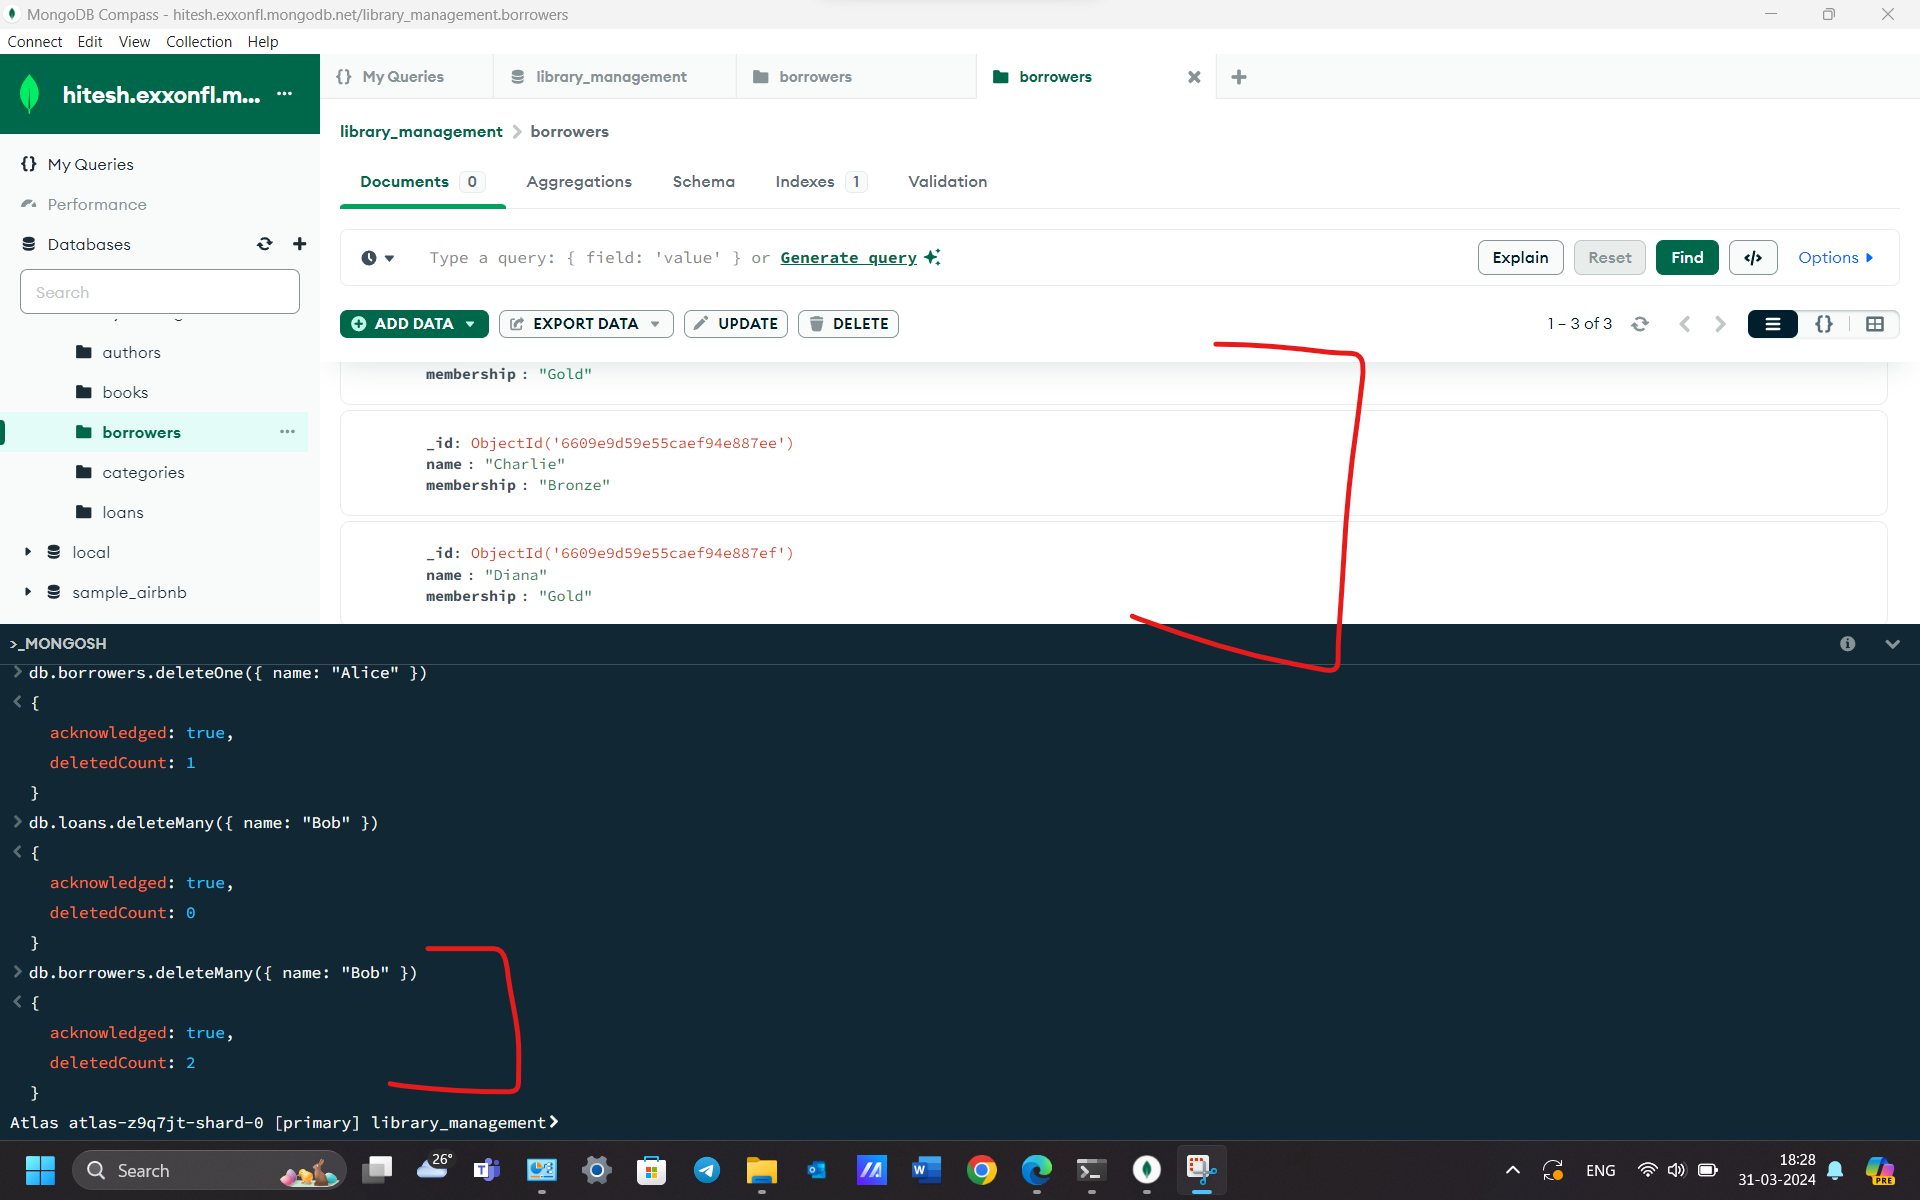 MongoDB Compass - hitesh.exxonfl.mongodb.net/library_management.borrowers
Connect Edit View Collection Help
hitesh.exxonfl.m... ···
{} My Queries
Performance
Databases
Search
authors
books
borrowers ···
categories
loans
local
sample_airbnb
{} My Queries library_management borrowers borrowers
library_management > borrowers
Documents 0 Aggregations Schema Indexes 1 Validation
Type a query: { field: 'value' } or Generate query
Explain Reset Find </> Options
ADD DATA EXPORT DATA UPDATE DELETE
1 – 3 of 3 {}
membership : "Gold"
_id: ObjectId('6609e9d59e55caef94e887ee')
name : "Charlie"
membership : "Bronze"
_id: ObjectId('6609e9d59e55caef94e887ef')
name : "Diana"
membership : "Gold"
>_MONGOSH
> db.borrowers.deleteOne({ name: "Alice" })
< {
acknowledged: true,
deletedCount: 1
}
> db.loans.deleteMany({ name: "Bob" })
< {
acknowledged: true,
deletedCount: 0
}
> db.borrowers.deleteMany({ name: "Bob" })
< {
acknowledged: true,
deletedCount: 2
}
Atlas atlas-z9q7jt-shard-0 [primary] library_management>
Search 26° ENG 18:28
31-03-2024
PRE